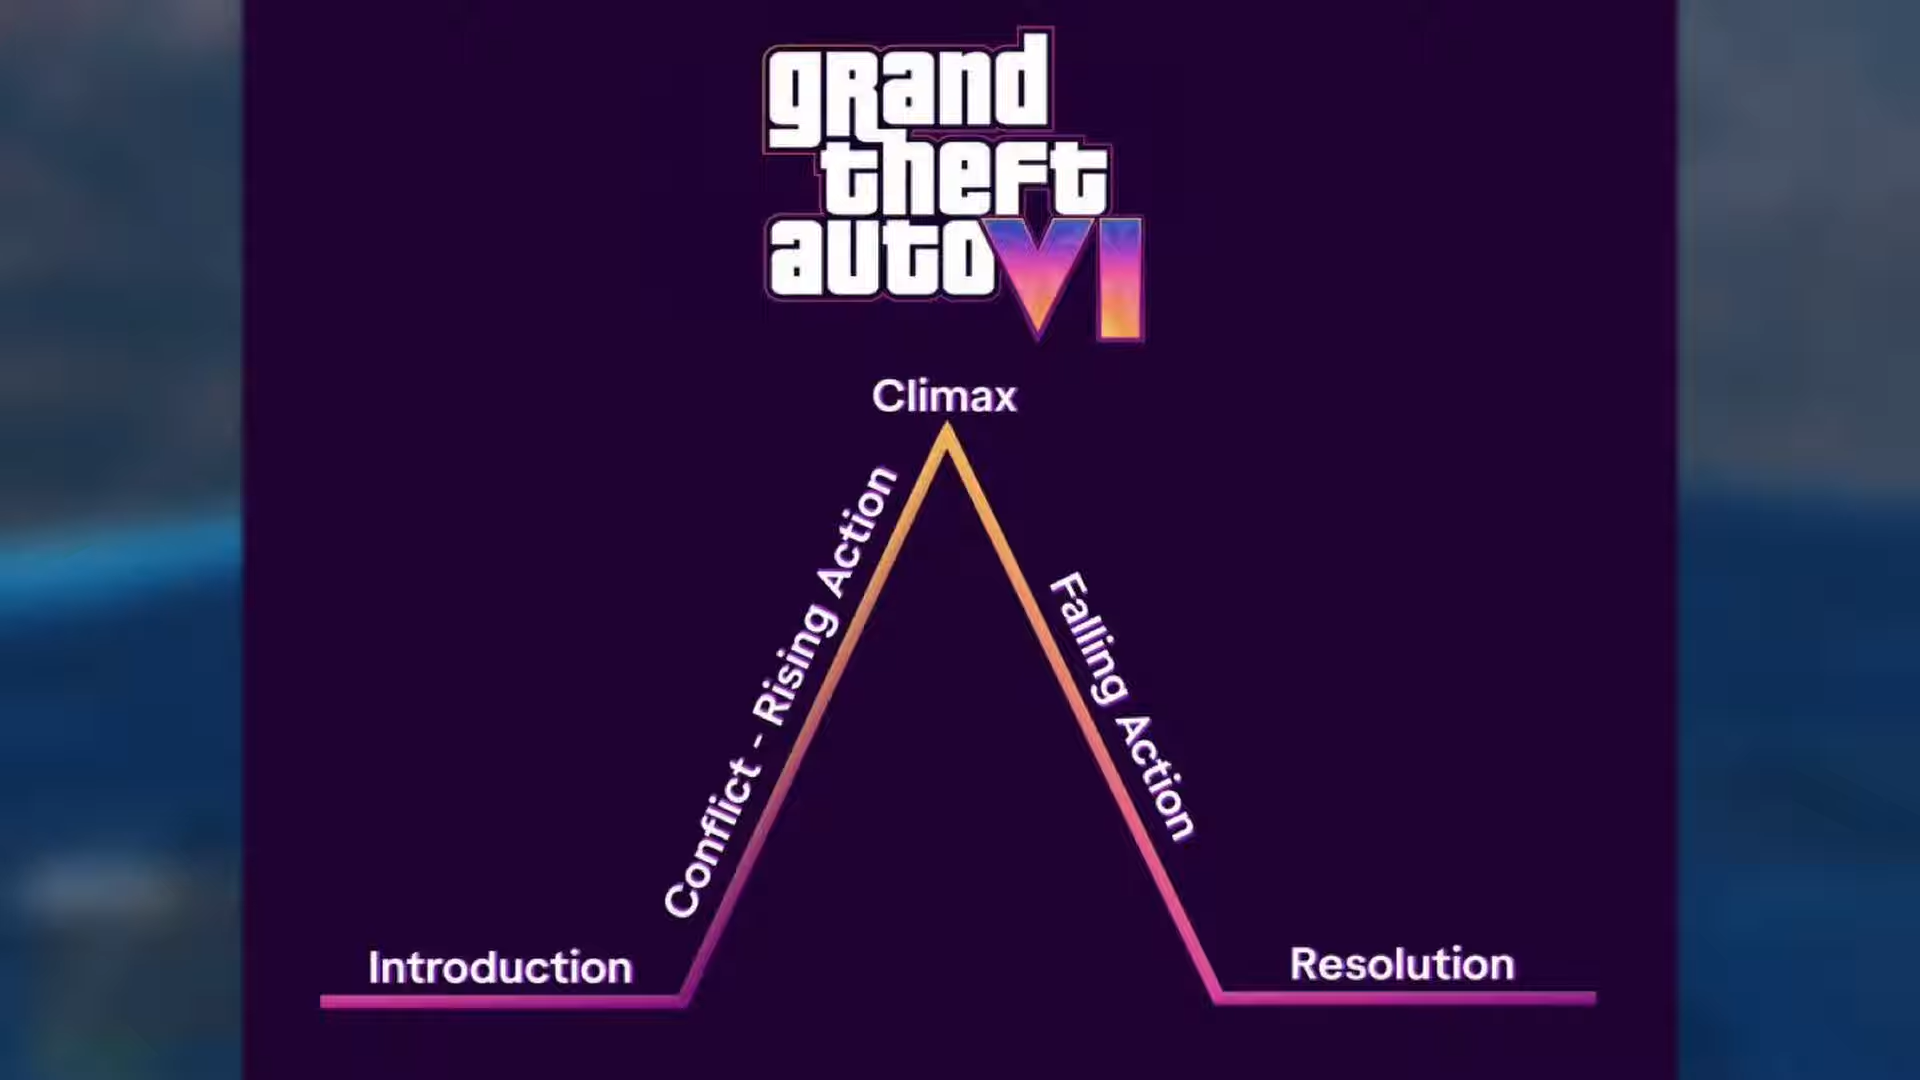 grand
theft
auto VI
Climax
Conflict - Rising Action
Falling Action
Introduction
Resolution